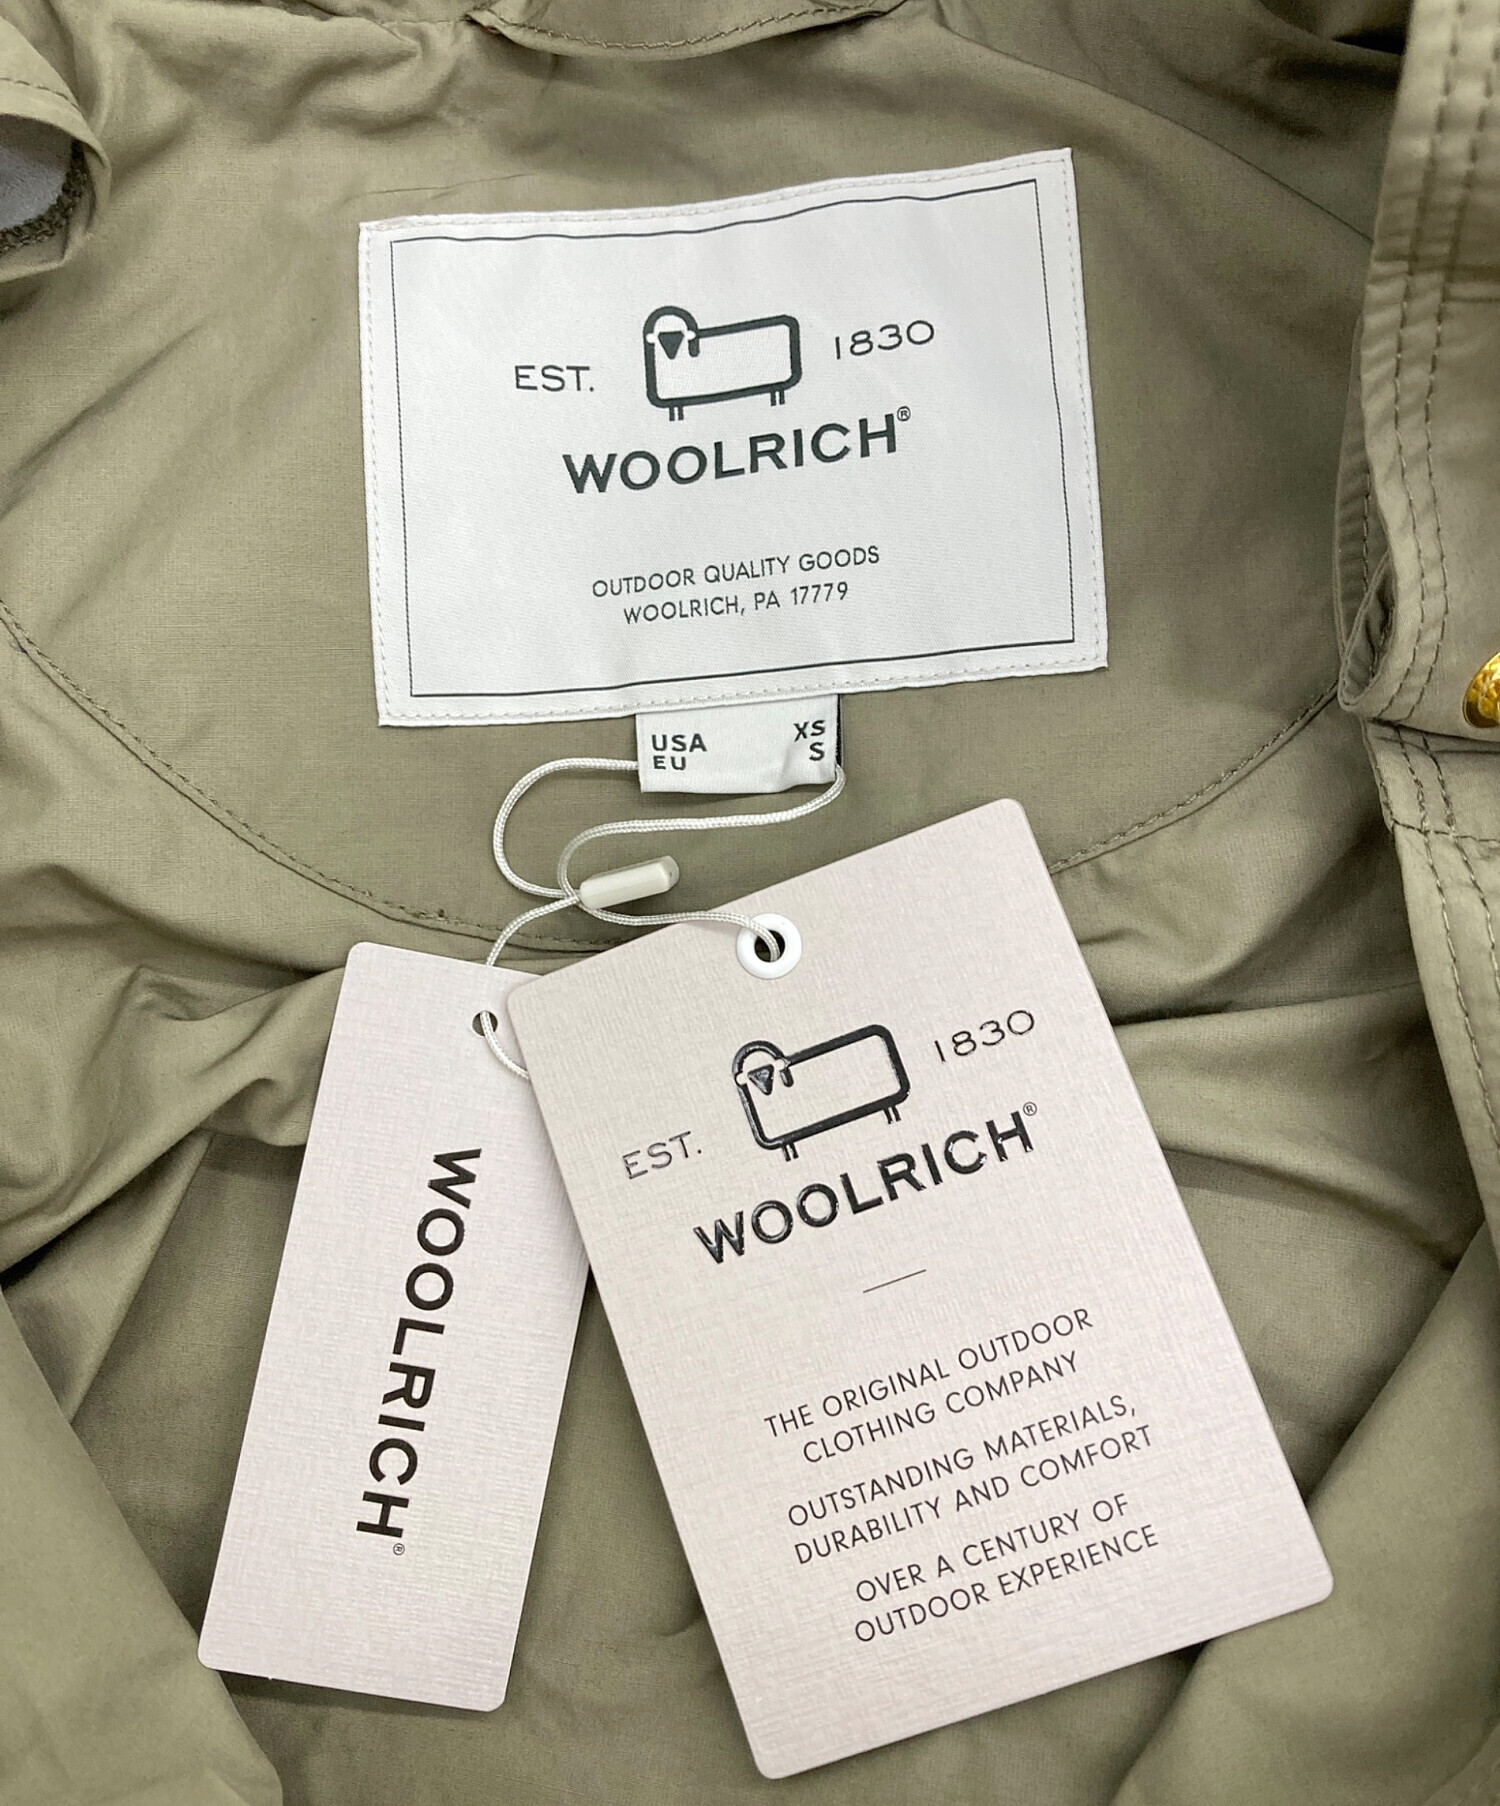 EST. 1830
WOOLRICH®
OUTDOOR QUALITY GOODS
WOOLRICH, PA 17779
USA XS
EU S
EST. 1830
WOOLRICH®
THE ORIGINAL OUTDOOR
CLOTHING COMPANY
OUTSTANDING MATERIALS,
DURABILITY AND COMFORT
OVER A CENTURY OF
OUTDOOR EXPERIENCE
WOOLRICH®